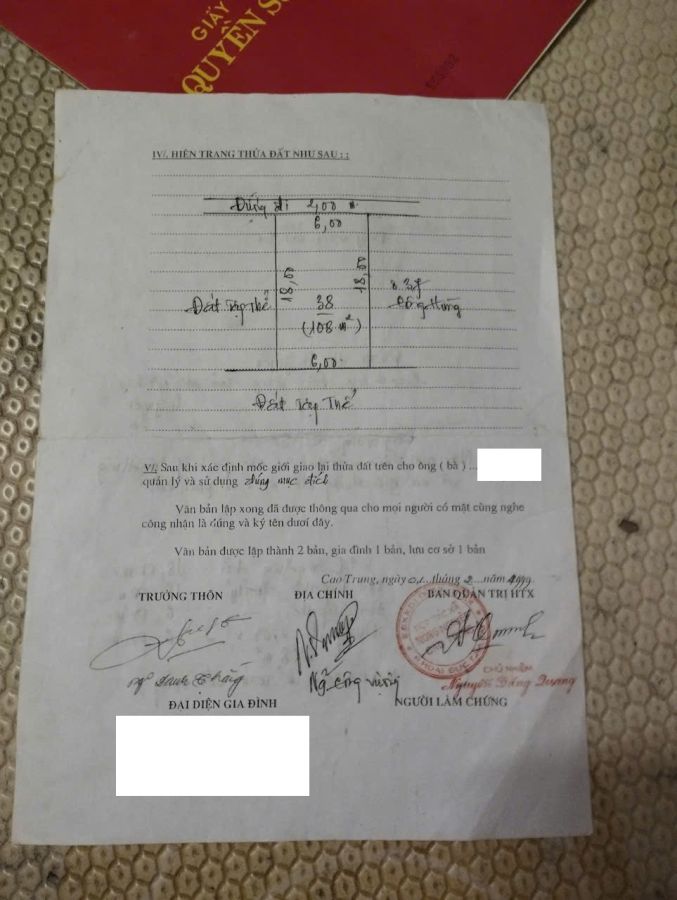 GIẤY
QUYỀN S
IV/. HIỆN TRẠNG THỬA ĐẤT NHƯ SAU : :
Đường đi 2,00 m
6,00
18,00
18,00
Đất Tập Thể
38
(108 m²)
Hùng
6,00
Đất Tập Thể
V/. Sau khi xác định mốc giới giao lại thửa đất trên cho ông ( bà ) ...
quản lý và sử dụng đúng mục đích
Văn bản lập xong đã được thông qua cho mọi người có mặt cùng nghe
công nhận là đúng và ký tên dưới đây.
Văn bản được lập thành 2 bản, gia đình 1 bản, lưu cơ sở 1 bản
Cao Trung, ngày 01...tháng 2....năm 1999
TRƯỞNG THÔN ĐỊA CHÍNH BAN QUẢN TRỊ HTX
CHỦ NHIỆM
Ngô Công Vượng Nguyễn Đăng Dương
ĐẠI DIỆN GIA ĐÌNH NGƯỜI LÀM CHỨNG